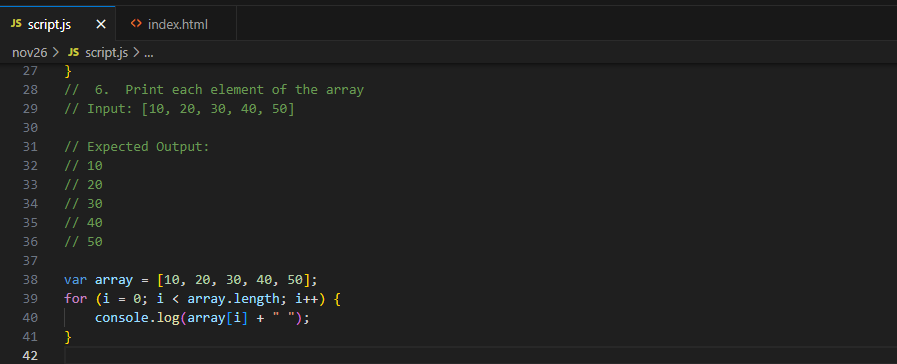 JS script.js ×
<> index.html
nov26 > JS script.js > ...
27 }
28 //  6.  Print each element of the array
29 // Input: [10, 20, 30, 40, 50]
30
31 // Expected Output:
32 // 10
33 // 20
34 // 30
35 // 40
36 // 50
37
38 var array = [10, 20, 30, 40, 50];
39 for (i = 0; i < array.length; i++) {
40     console.log(array[i] + " ");
41 }
42